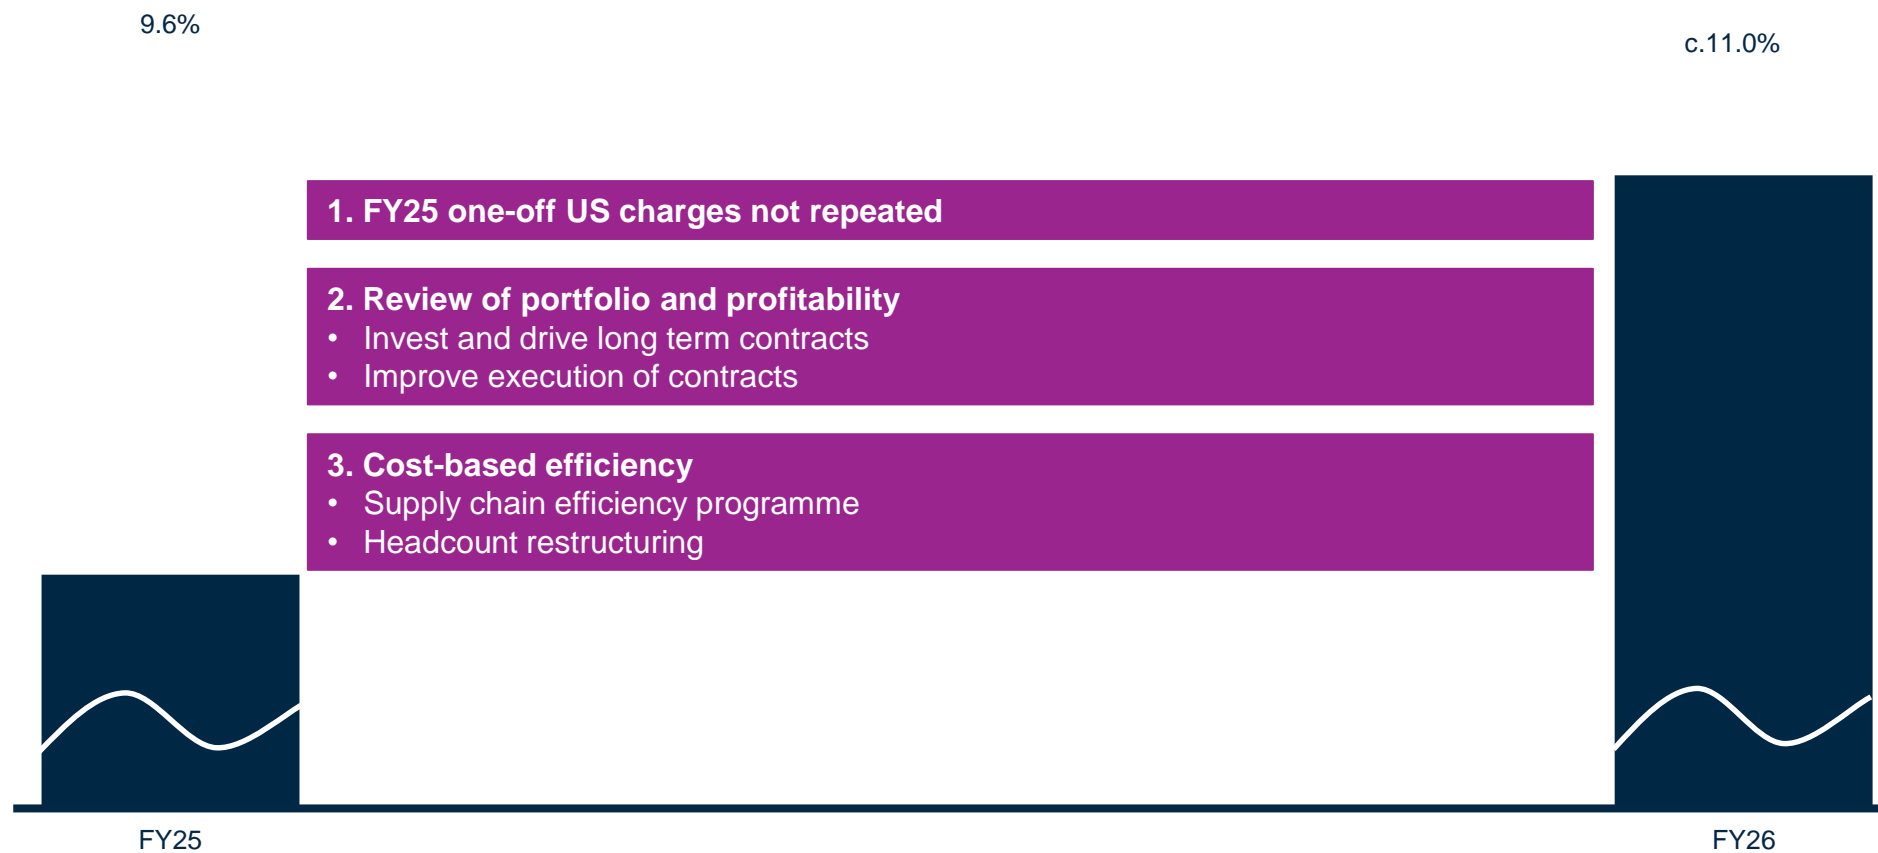 9.6%
c.11.0%
1. FY25 one-off US charges not repeated
2. Review of portfolio and profitability
• Invest and drive long term contracts
• Improve execution of contracts
3. Cost-based efficiency
• Supply chain efficiency programme
• Headcount restructuring
FY25
FY26